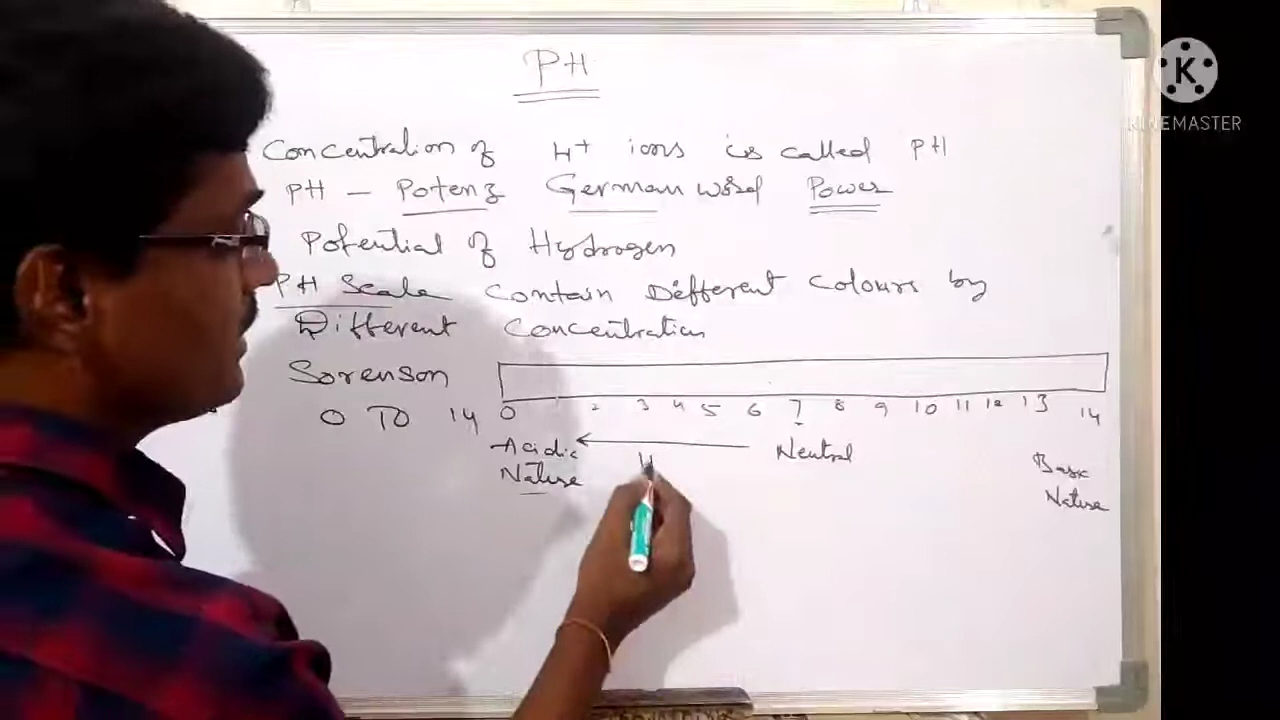 PH
Concentration of H+ ions is called PH
PH – Potenz German word Power
Potential of Hydrogen
PH Scale contain Different colours by
Different concentration
Sorenson
0 TO 14
0 1 2 3 4 5 6 7 8 9 10 11 12 13 14
Acidic Neutral Basic
Nature Nature
H
K
KINEMASTER